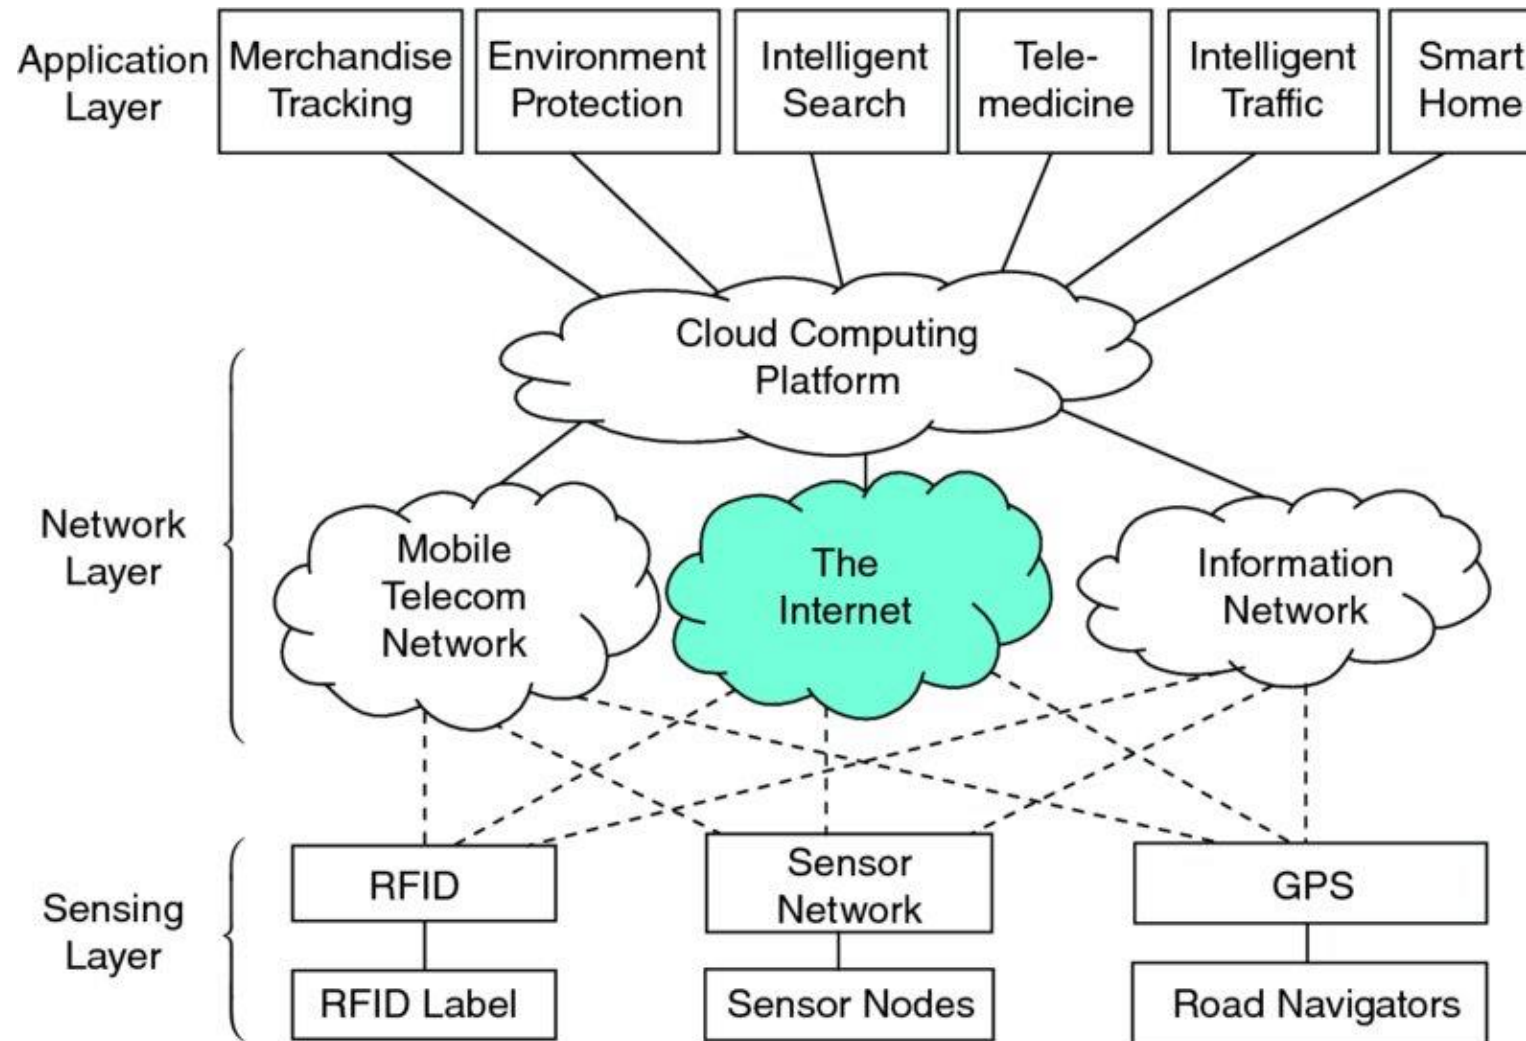 Application
Layer
Merchandise
Tracking
Environment
Protection
Intelligent
Search
Tele-
medicine
Intelligent
Traffic
Smart
Home
Cloud Computing
Platform
Network
Layer
Mobile
Telecom
Network
The
Internet
Information
Network
Sensing
Layer
RFID
Sensor
Network
GPS
RFID Label
Sensor Nodes
Road Navigators